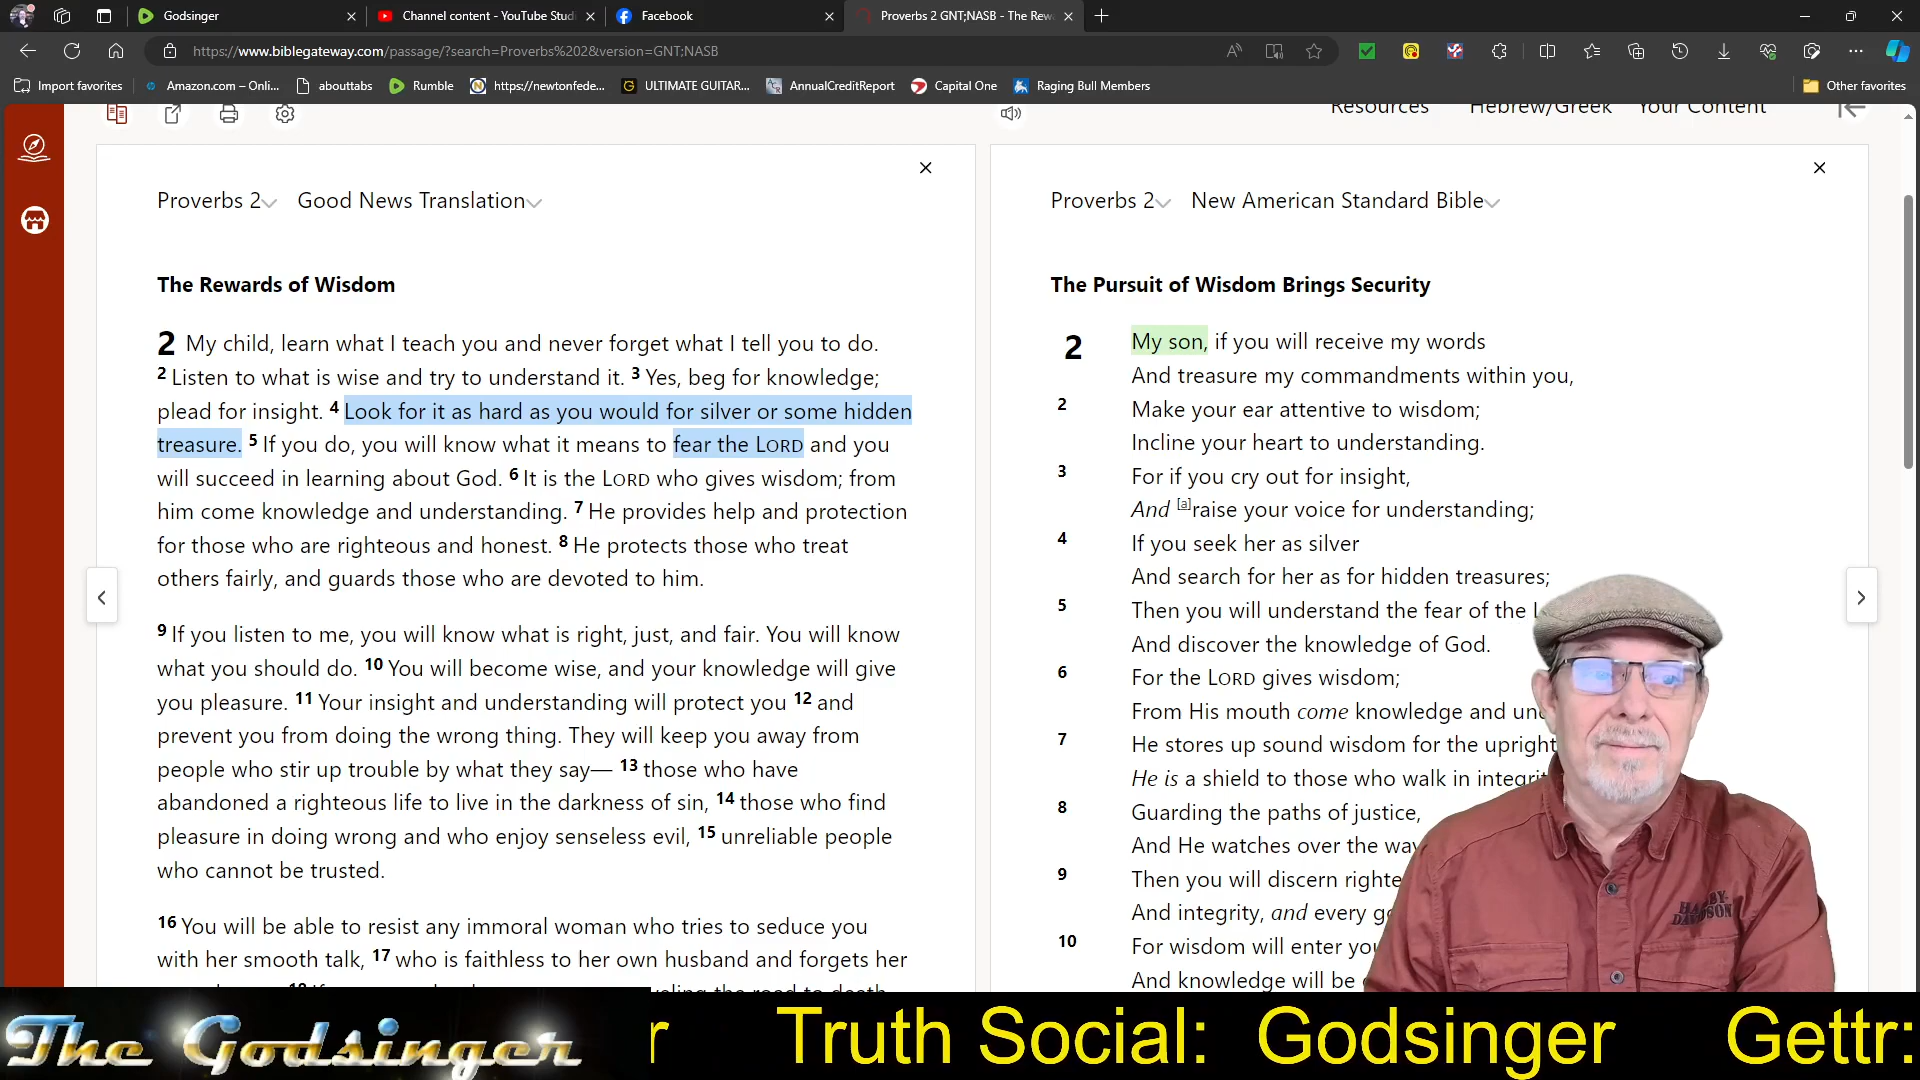 Godsinger
Channel content - YouTube Studi
Facebook
Proverbs 2 GNT;NASB - The Rewa
https://www.biblegateway.com/passage/?search=Proverbs%202&version=GNT;NASB
Import favorites
Amazon.com – Onli...
abouttabs
Rumble
https://newtonfede...
ULTIMATE GUITAR...
AnnualCreditReport
Capital One
Raging Bull Members
Other favorites
Resources
Hebrew/Greek
Your Content
Proverbs 2
Good News Translation
The Rewards of Wisdom
2 My child, learn what I teach you and never forget what I tell you to do.
2 Listen to what is wise and try to understand it. 3 Yes, beg for knowledge;
plead for insight. 4 Look for it as hard as you would for silver or some hidden
treasure. 5 If you do, you will know what it means to fear the LORD and you
will succeed in learning about God. 6 It is the LORD who gives wisdom; from
him come knowledge and understanding. 7 He provides help and protection
for those who are righteous and honest. 8 He protects those who treat
others fairly, and guards those who are devoted to him.
9 If you listen to me, you will know what is right, just, and fair. You will know
what you should do. 10 You will become wise, and your knowledge will give
you pleasure. 11 Your insight and understanding will protect you 12 and
prevent you from doing the wrong thing. They will keep you away from
people who stir up trouble by what they say— 13 those who have
abandoned a righteous life to live in the darkness of sin, 14 those who find
pleasure in doing wrong and who enjoy senseless evil, 15 unreliable people
who cannot be trusted.
16 You will be able to resist any immoral woman who tries to seduce you
with her smooth talk, 17 who is faithless to her own husband and forgets her
the road to death
Proverbs 2
New American Standard Bible
The Pursuit of Wisdom Brings Security
2 My son, if you will receive my words
And treasure my commandments within you,
2 Make your ear attentive to wisdom;
Incline your heart to understanding.
3 For if you cry out for insight,
And [a]raise your voice for understanding;
4 If you seek her as silver
And search for her as for hidden treasures;
5 Then you will understand the fear of the L
And discover the knowledge of God.
6 For the LORD gives wisdom;
From His mouth come knowledge and un
7 He stores up sound wisdom for the upright
He is a shield to those who walk in integrit
8 Guarding the paths of justice,
And He watches over the way
9 Then you will discern righte
And integrity, and every g
10 For wisdom will enter you
And knowledge will be
HARLEY-
DAVIDSON
The Godsinger
r Truth Social: Godsinger Gettr: